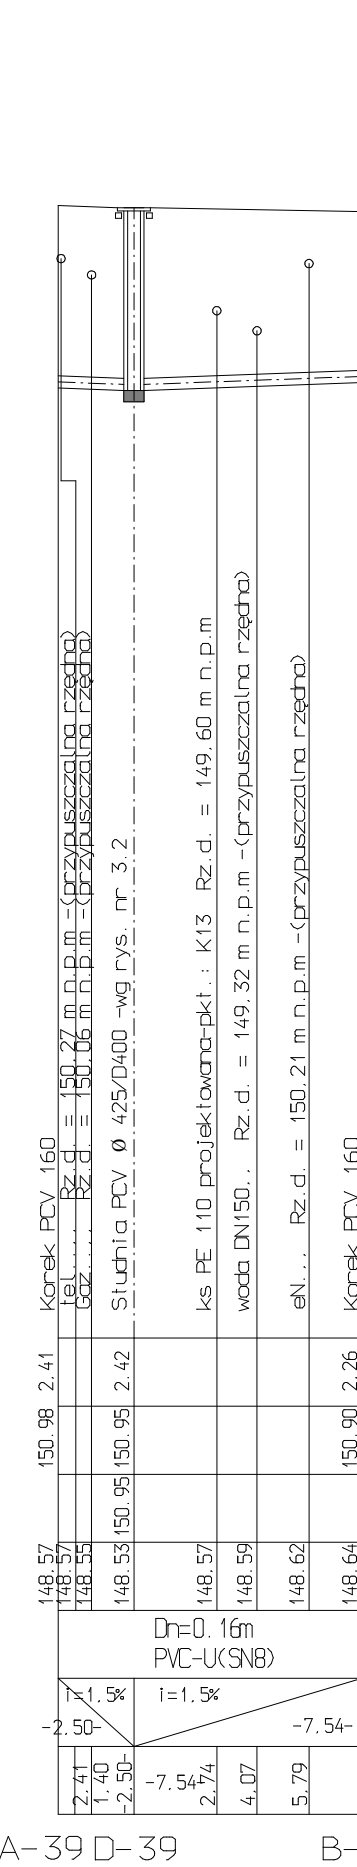 Korek PCV 160
tel.... Rz.d. = 150,27 m n.p.m -(przypuszczalna rzędna)
Gaz.... Rz.d. = 150,06 m n.p.m -(przypuszczalna rzędna)
Studnia PCV Ø 425/D400 -wg rys. nr 3.2
ks PE 110 projektowana-pkt.: K13 Rz.d. = 149,60 m n.p.m
woda DN150,, Rz.d. = 149,32 m n.p.m -(przypuszczalna rzędna)
eN.,, Rz.d. = 150,21 m n.p.m -(przypuszczalna rzędna)
Korek PCV 160
2,41
2,42
2,26
150,98
150,95
150,90
150,95
148,57
148,57
148,55
148,53
148,57
148,59
148,62
148,64
Dn=0.16m
PVC-U(SN8)
i=1,5%
i=1,5%
-2,50-
-7,54-
2,41
1,40
-2,50-
-7,54-
2,74
4,07
5,79
A-39 D-39
B-